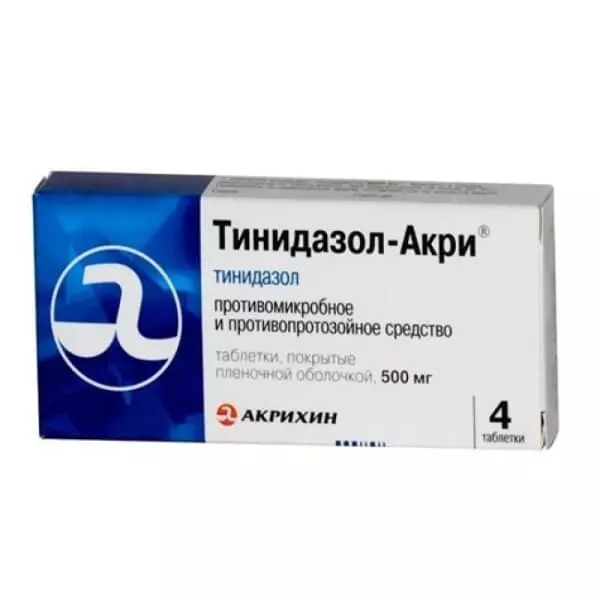 Тинидазол-Акри®
тинидазол
противомикробное
и противопротозойное средство
таблетки, покрытые
пленочной оболочкой, 500 мг
АКРИХИН
4
таблетки